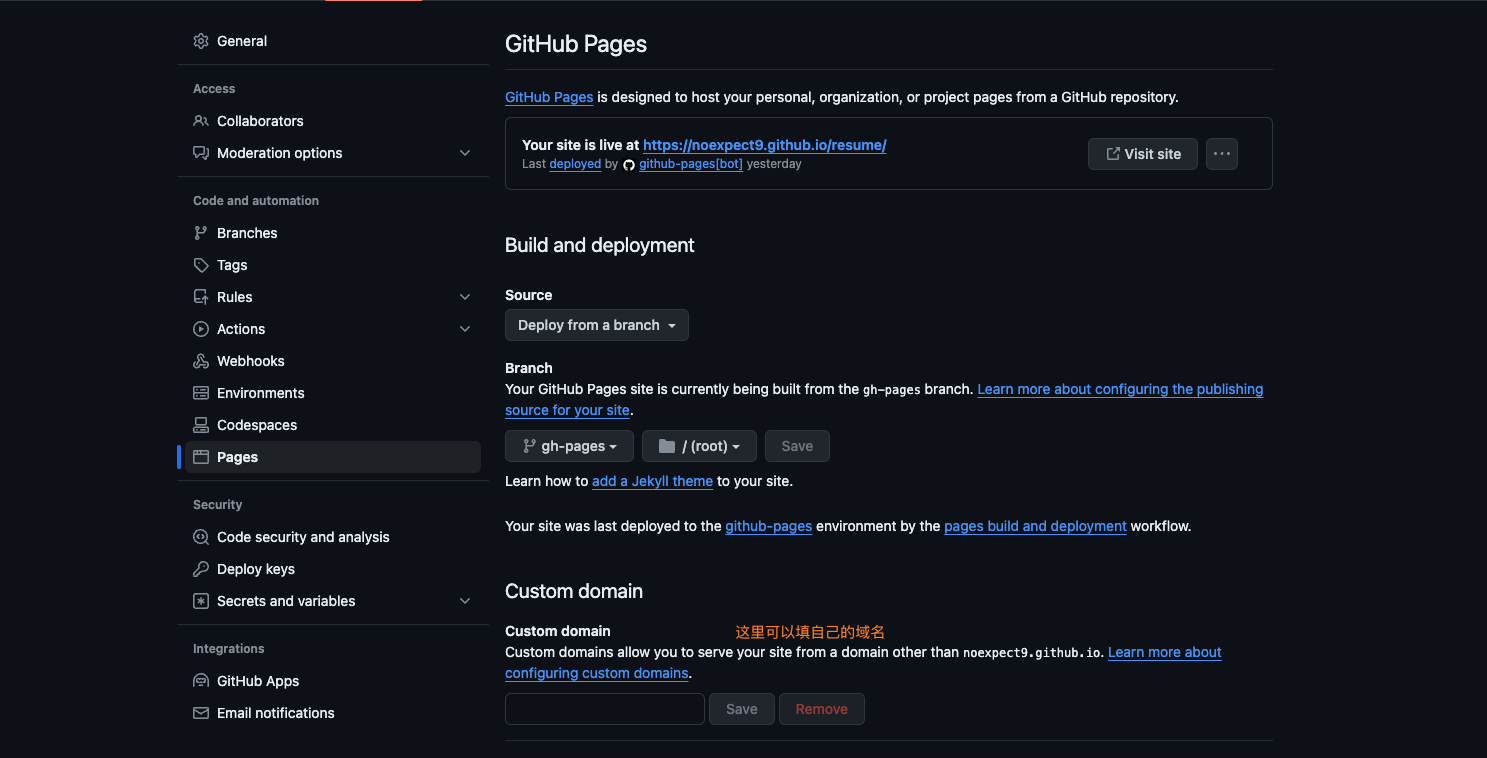 General
Access
Collaborators
Moderation options
Code and automation
Branches
Tags
Rules
Actions
Webhooks
Environments
Codespaces
Pages
Security
Code security and analysis
Deploy keys
Secrets and variables
Integrations
GitHub Apps
Email notifications
GitHub Pages
GitHub Pages is designed to host your personal, organization, or project pages from a GitHub repository.
Your site is live at https://noexpect9.github.io/resume/
Last deployed by github-pages[bot] yesterday
Visit site
Build and deployment
Source
Deploy from a branch
Branch
Your GitHub Pages site is currently being built from the gh-pages branch. Learn more about configuring the publishing
source for your site.
gh-pages / (root) Save
Learn how to add a Jekyll theme to your site.
Your site was last deployed to the github-pages environment by the pages build and deployment workflow.
Custom domain
Custom domain 这里可以填自己的域名
Custom domains allow you to serve your site from a domain other than noexpect9.github.io. Learn more about
configuring custom domains.
Save Remove